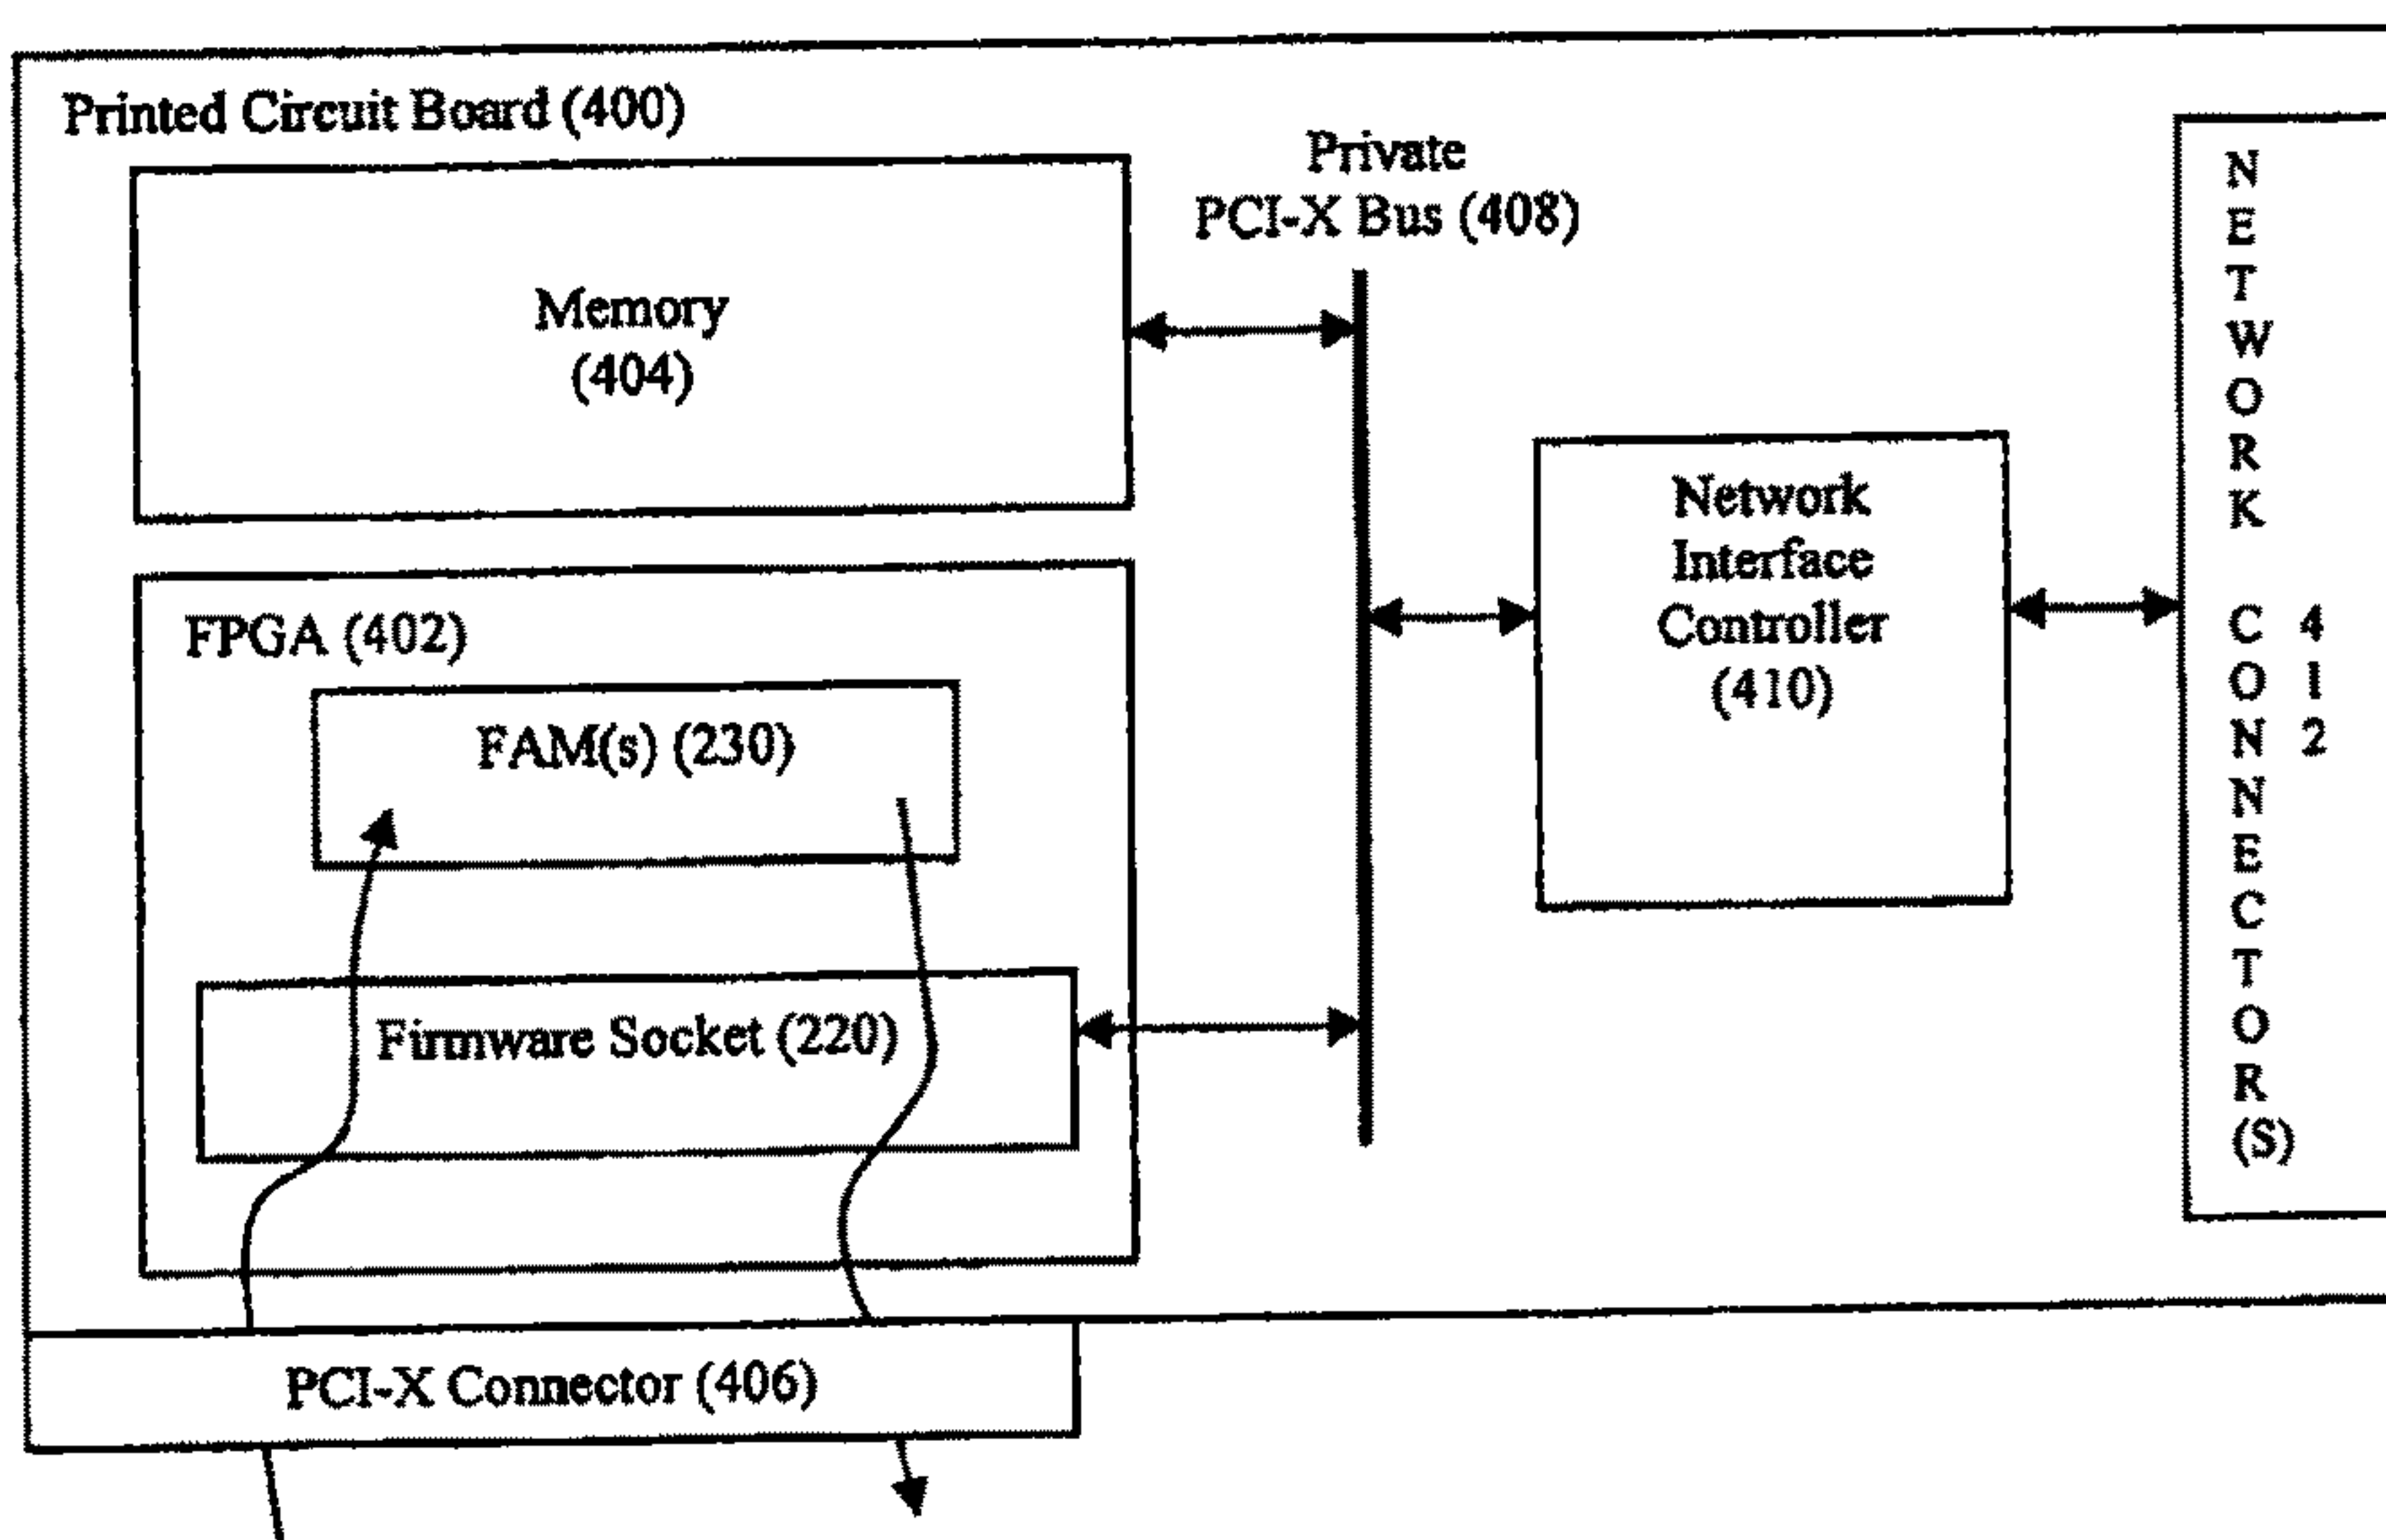 Printed Circuit Board (400)
Memory
(404)
Private
PCI-X Bus (408)
FPGA (402)
FAM(s) (230)
Firmware Socket (220)
Network
Interface
Controller
(410)
NETWORK CONNECTOR(S)
412
PCI-X Connector (406)